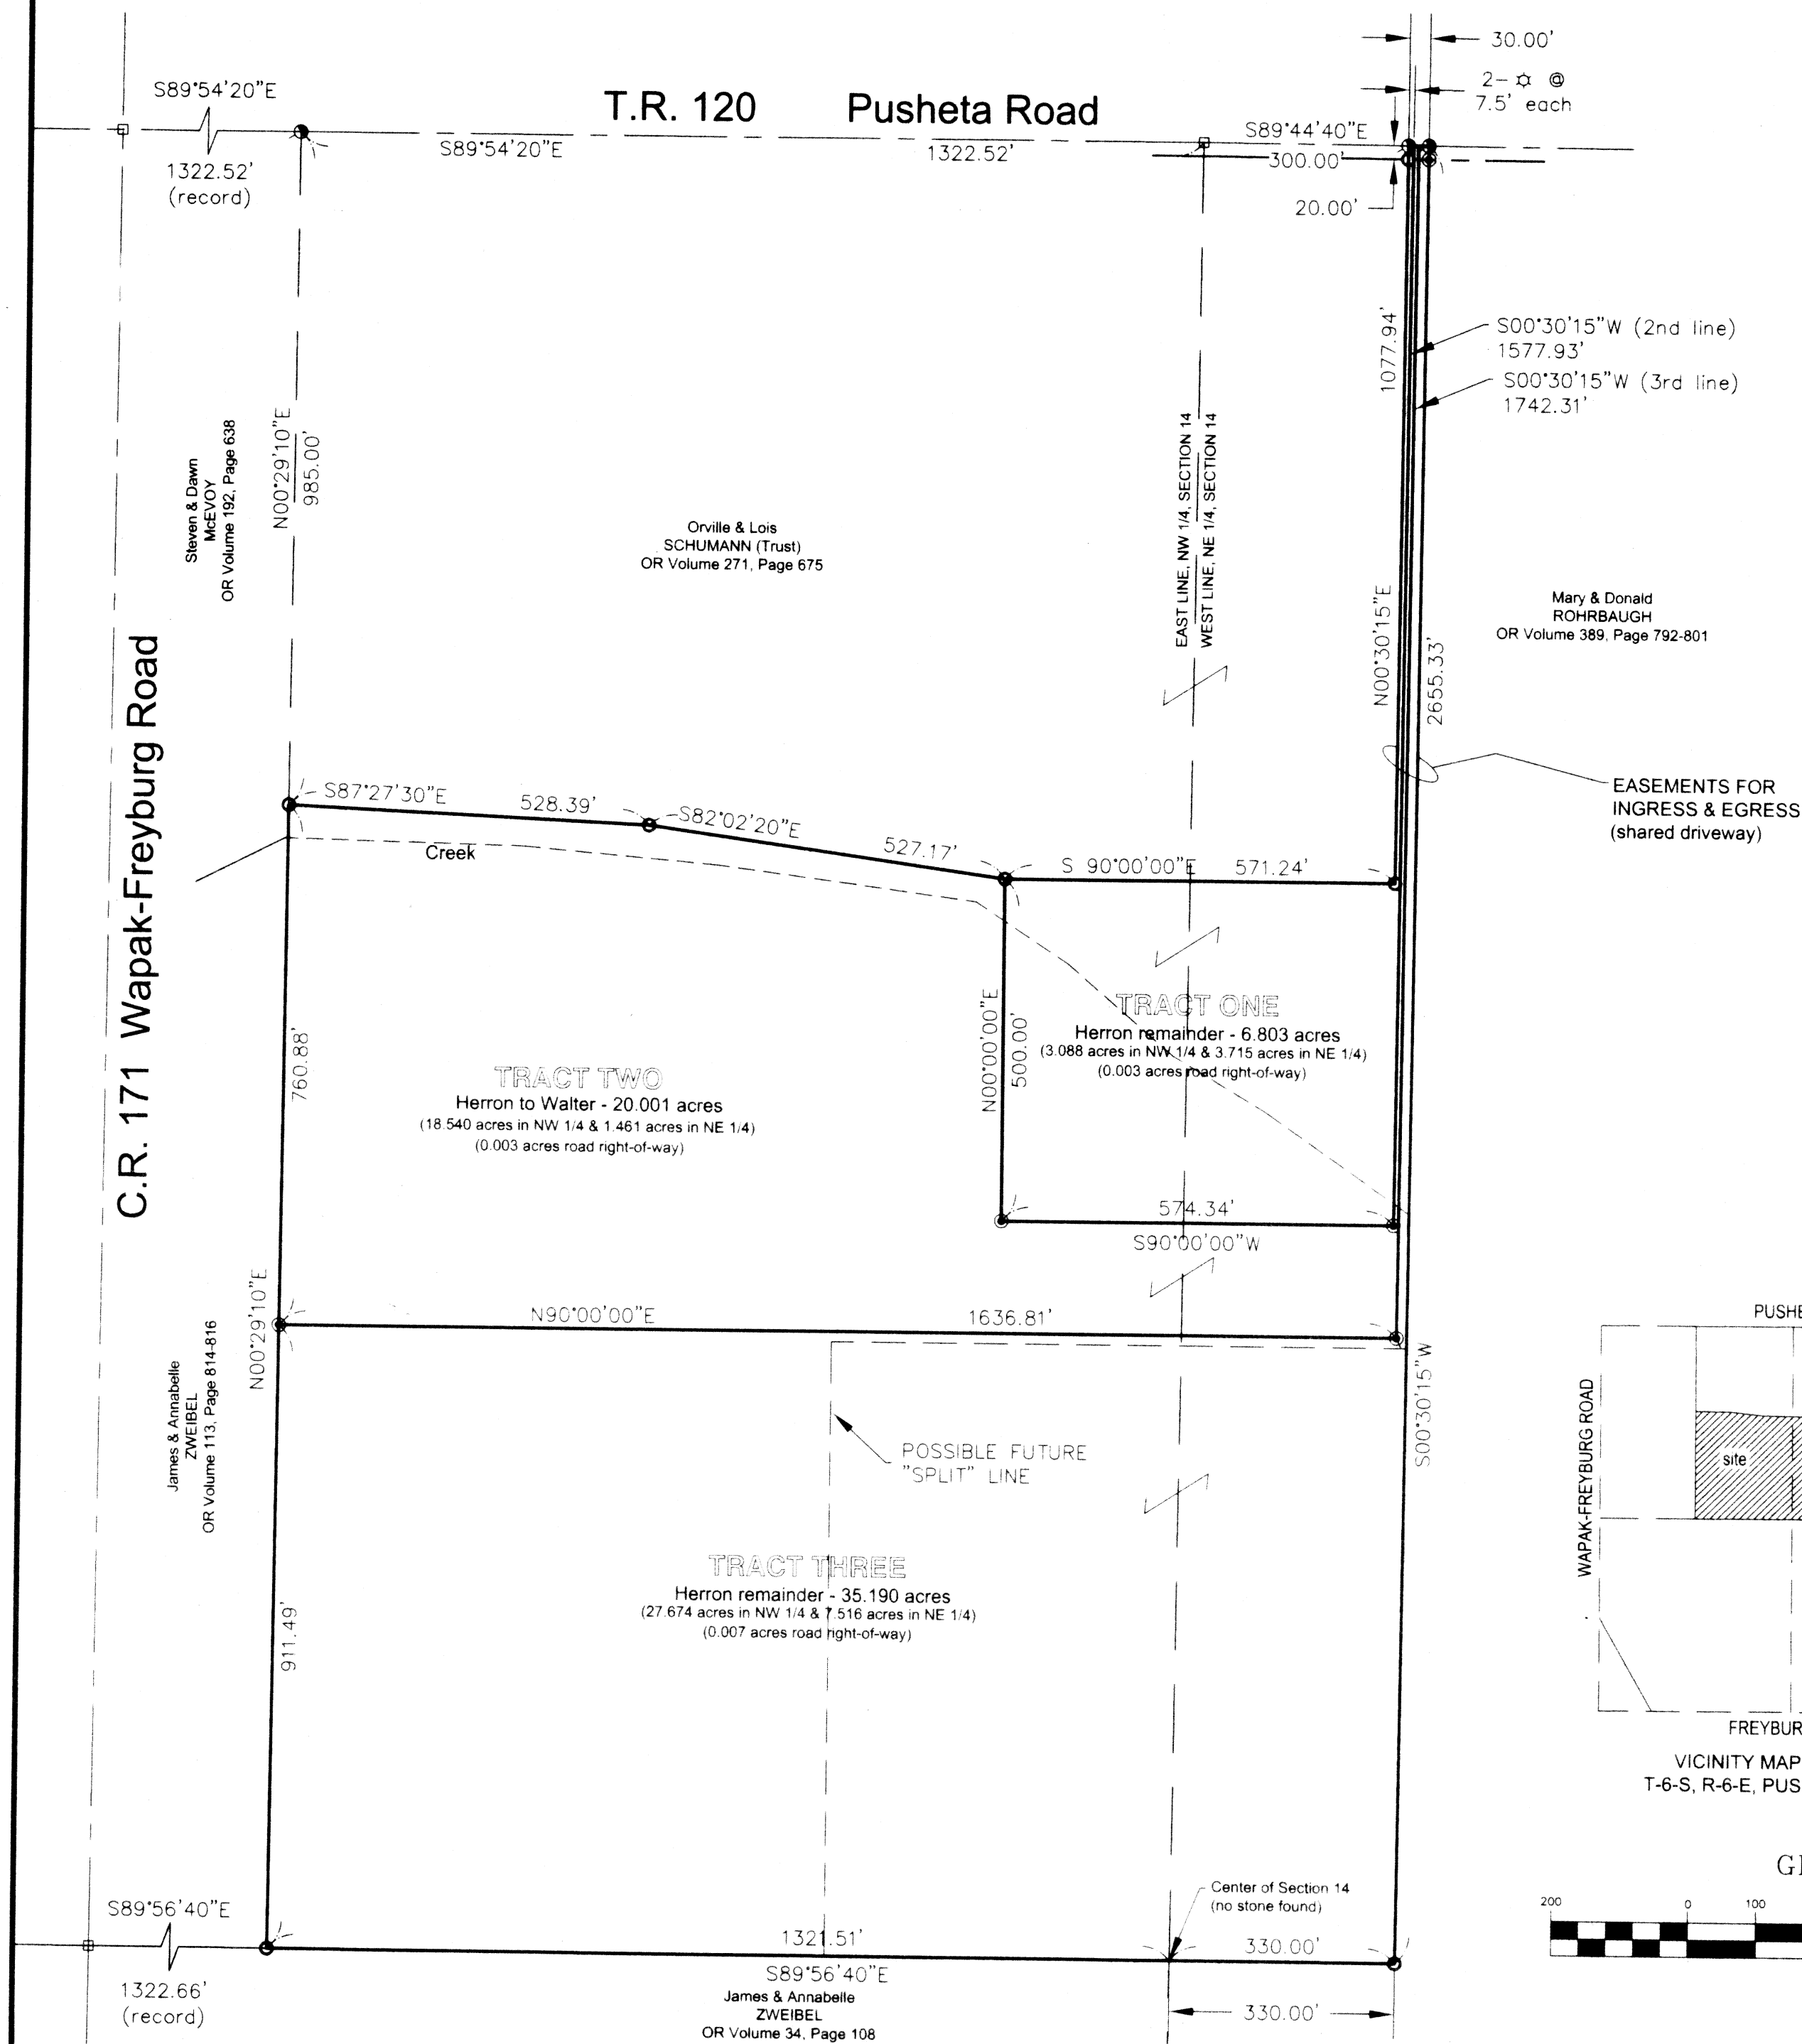 30.00'
2-  @
7.5' each
S89°54'20"E
T.R. 120 Pusheta Road
S89°44'40"E
S89°54'20"E
1322.52'
300.00'
1322.52'
(record)
20.00'
1077.94'
S00°30'15"W (2nd line)
1577.93'
S00°30'15"W (3rd line)
1742.31'
Steven & Dawn
McEVOY
OR Volume 192, Page 638
N00°29'10"E
985.00'
EAST LINE, NW 1/4, SECTION 14
WEST LINE, NE 1/4, SECTION 14
Orville & Lois
SCHUMANN (Trust)
OR Volume 271, Page 675
N00°30'15"E
Mary & Donald
ROHRBAUGH
OR Volume 389, Page 792-801
2655.33'
C.R. 171 Wapak-Freyburg Road
EASEMENTS FOR
INGRESS & EGRESS
(shared driveway)
S87°27'30"E
528.39'
S82°02'20"E
527.17'
Creek
S 90°00'00"E
571.24'
760.88'
N00°00'00"E
500.00'
TRACT ONE
Herron remainder - 6.803 acres
(3.088 acres in NW 1/4 & 3.715 acres in NE 1/4)
(0.003 acres road right-of-way)
TRACT TWO
Herron to Walter - 20.001 acres
(18.540 acres in NW 1/4 & 1.461 acres in NE 1/4)
(0.003 acres road right-of-way)
574.34'
S90°00'00"W
N00°29'10"E
N90°00'00"E
1636.81'
James & Annabelle
ZWEIBEL
OR Volume 113, Page 814-816
S00°30'15"W
POSSIBLE FUTURE
"SPLIT" LINE
PUSHE
WAPAK-FREYBURG ROAD
site
FREYBUR
VICINITY MAP
T-6-S, R-6-E, PUS
TRACT THREE
Herron remainder - 35.190 acres
(27.674 acres in NW 1/4 & 7.516 acres in NE 1/4)
(0.007 acres road right-of-way)
911.49'
200
0
100
Center of Section 14
(no stone found)
S89°56'40"E
1322.66'
(record)
1321.51'
330.00'
S89°56'40"E
James & Annabelle
ZWEIBEL
OR Volume 34, Page 108
330.00'